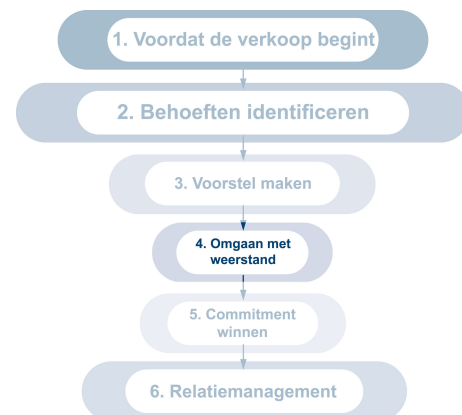 1. Voordat de verkoop begint
2. Behoeften identificeren
3. Voorstel maken
4. Omgaan met
weerstand
5. Commitment
winnen
6. Relatiemanagement